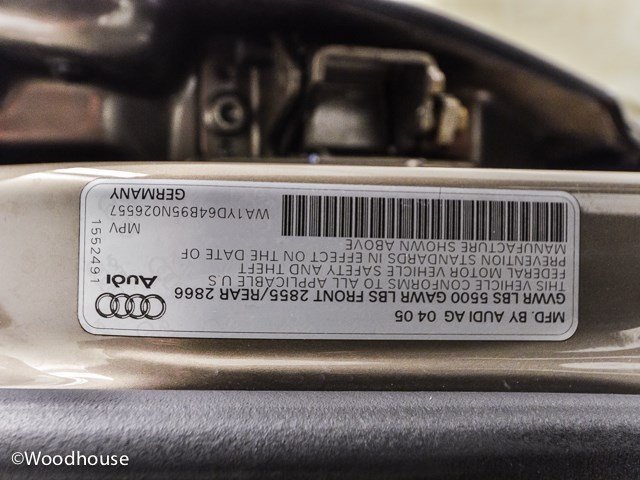 MFD. BY AUDI AG 04 05
GVWR LBS 5500 GAWR LBS FRONT 2855/REAR 2866
THIS VEHICLE CONFORMS TO ALL APPLICABLE U S
FEDERAL MOTOR VEHICLE SAFETY AND THEFT
PREVENTION STANDARDS IN EFFECT ON THE DATE OF
MANUFACTURE SHOWN ABOVE
Audi
MPV
WA1YD64B95N026557
GERMANY
1552491
©Woodhouse